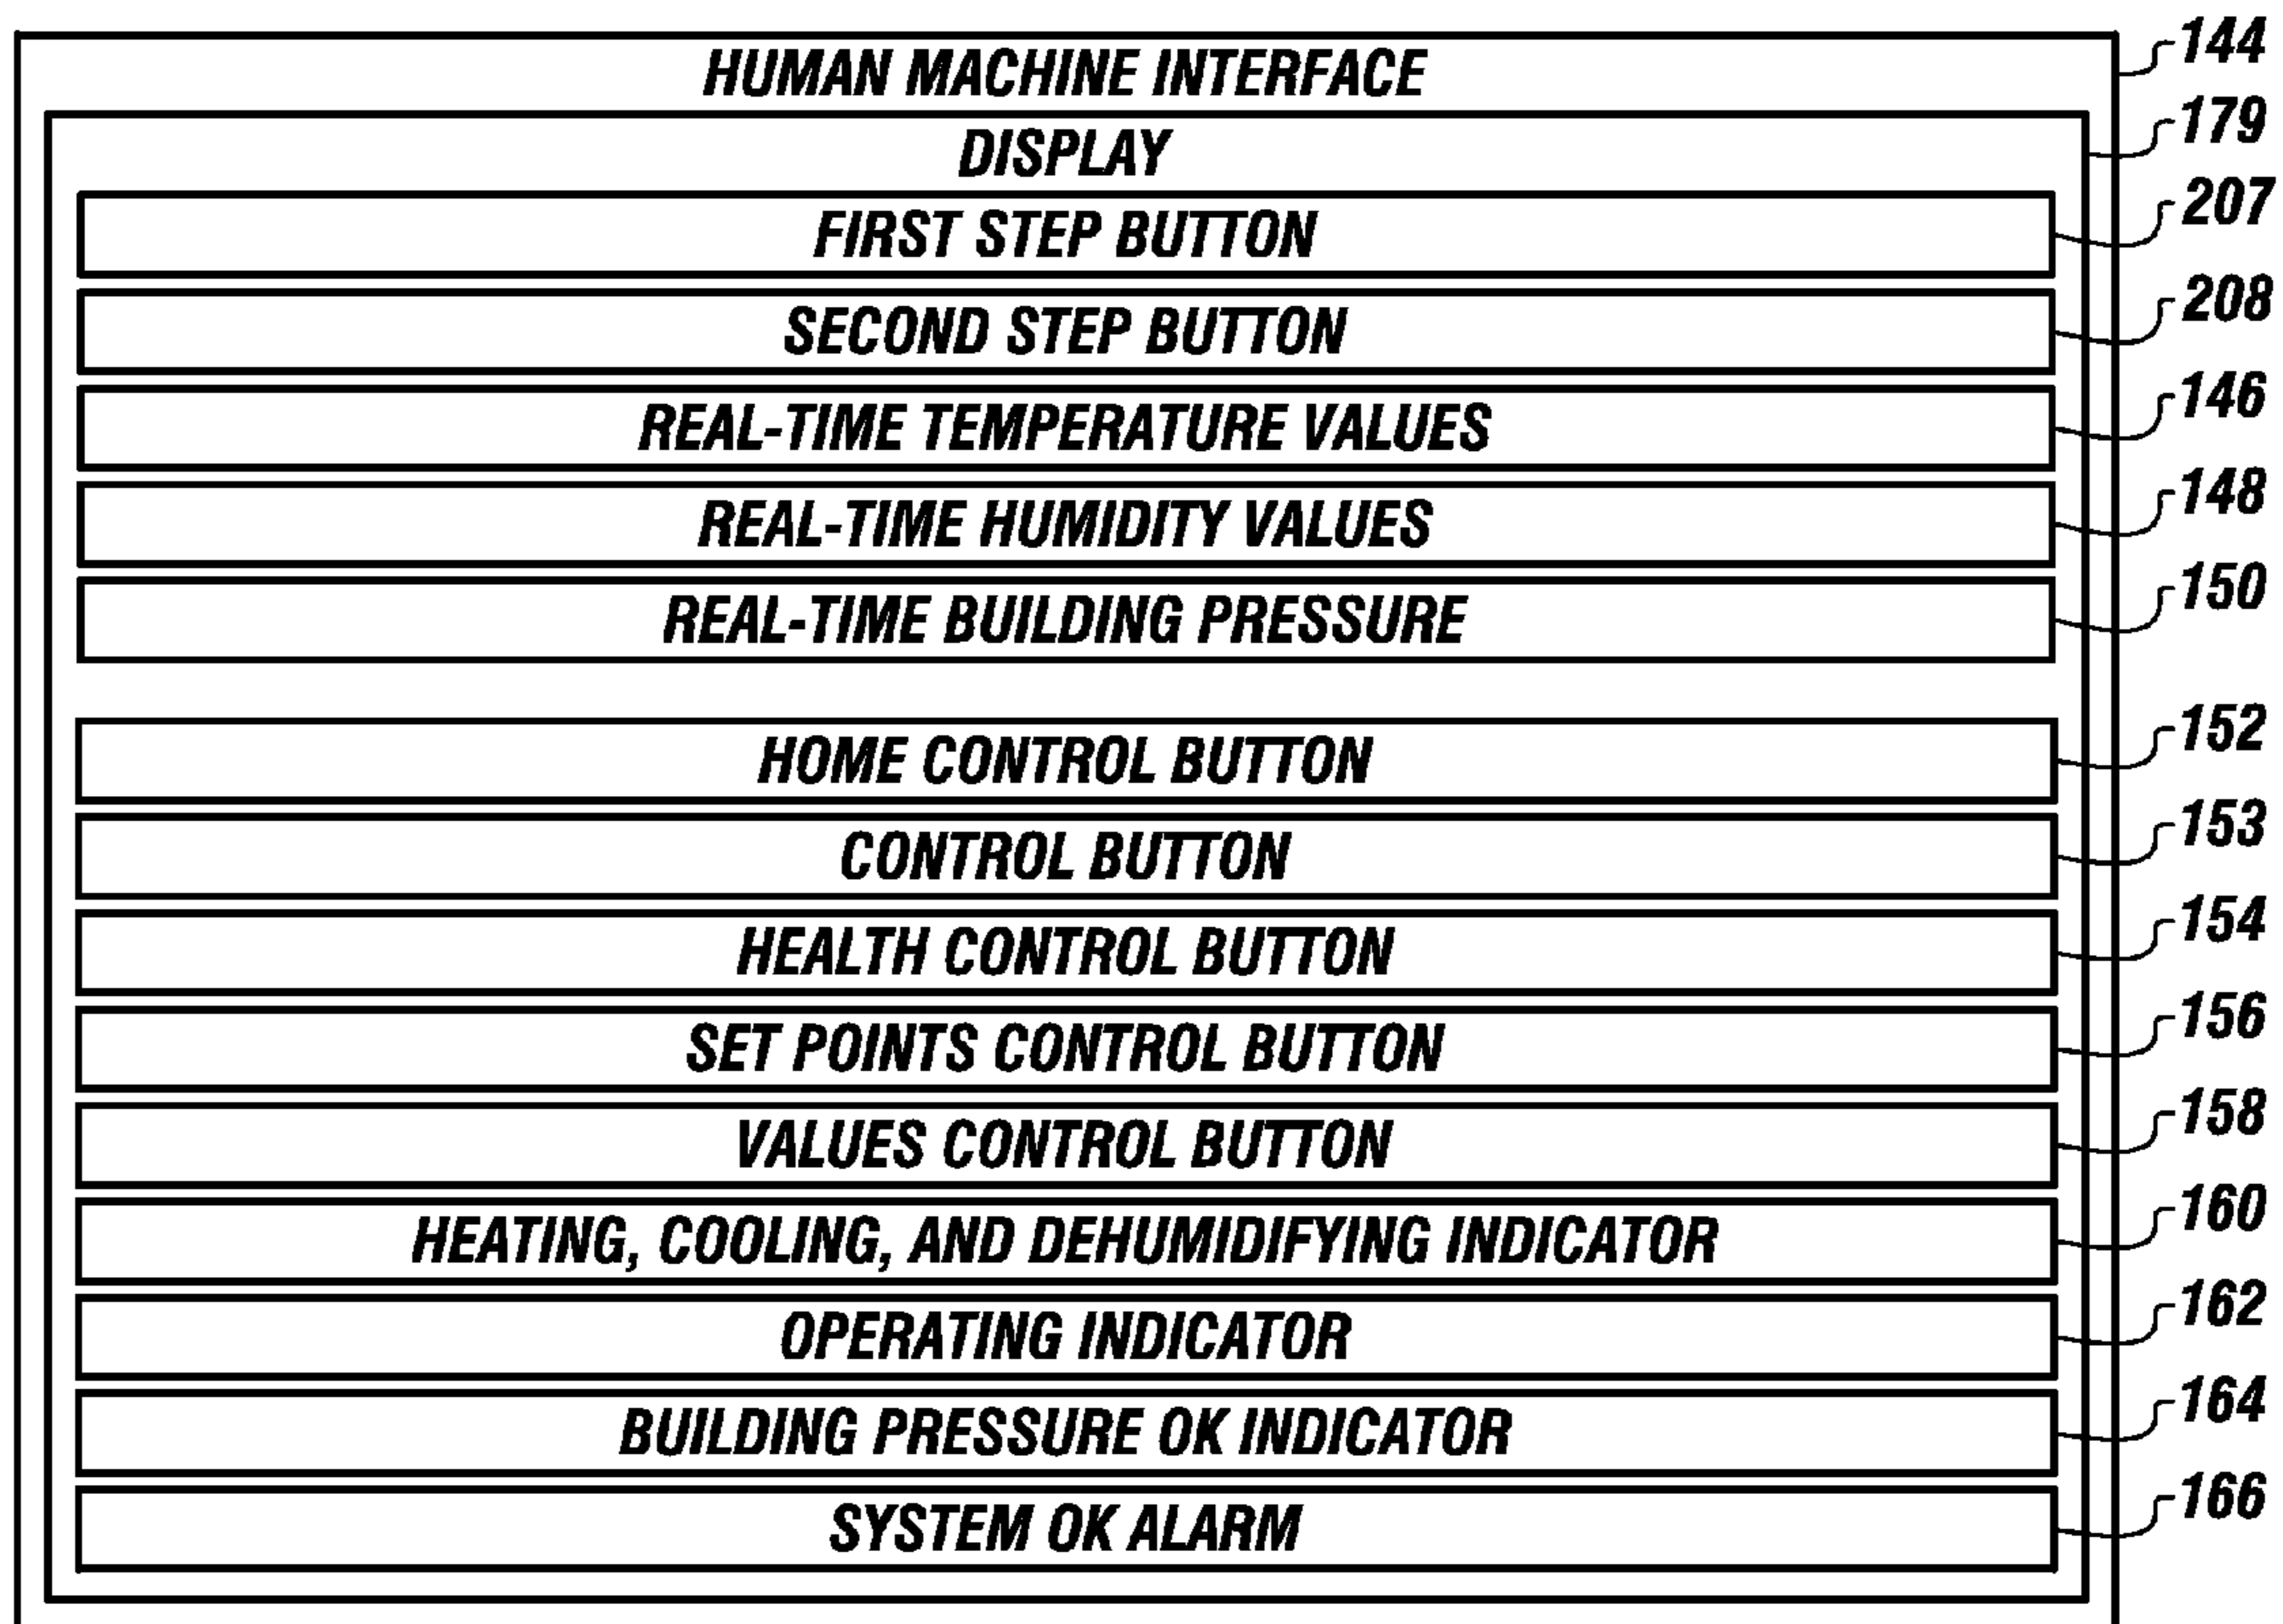 HUMAN MACHINE INTERFACE 144
DISPLAY 179
FIRST STEP BUTTON 207
SECOND STEP BUTTON 208
REAL-TIME TEMPERATURE VALUES 146
REAL-TIME HUMIDITY VALUES 148
REAL-TIME BUILDING PRESSURE 150
HOME CONTROL BUTTON 152
CONTROL BUTTON 153
HEALTH CONTROL BUTTON 154
SET POINTS CONTROL BUTTON 156
VALUES CONTROL BUTTON 158
HEATING, COOLING, AND DEHUMIDIFYING INDICATOR 160
OPERATING INDICATOR 162
BUILDING PRESSURE OK INDICATOR 164
SYSTEM OK ALARM 166